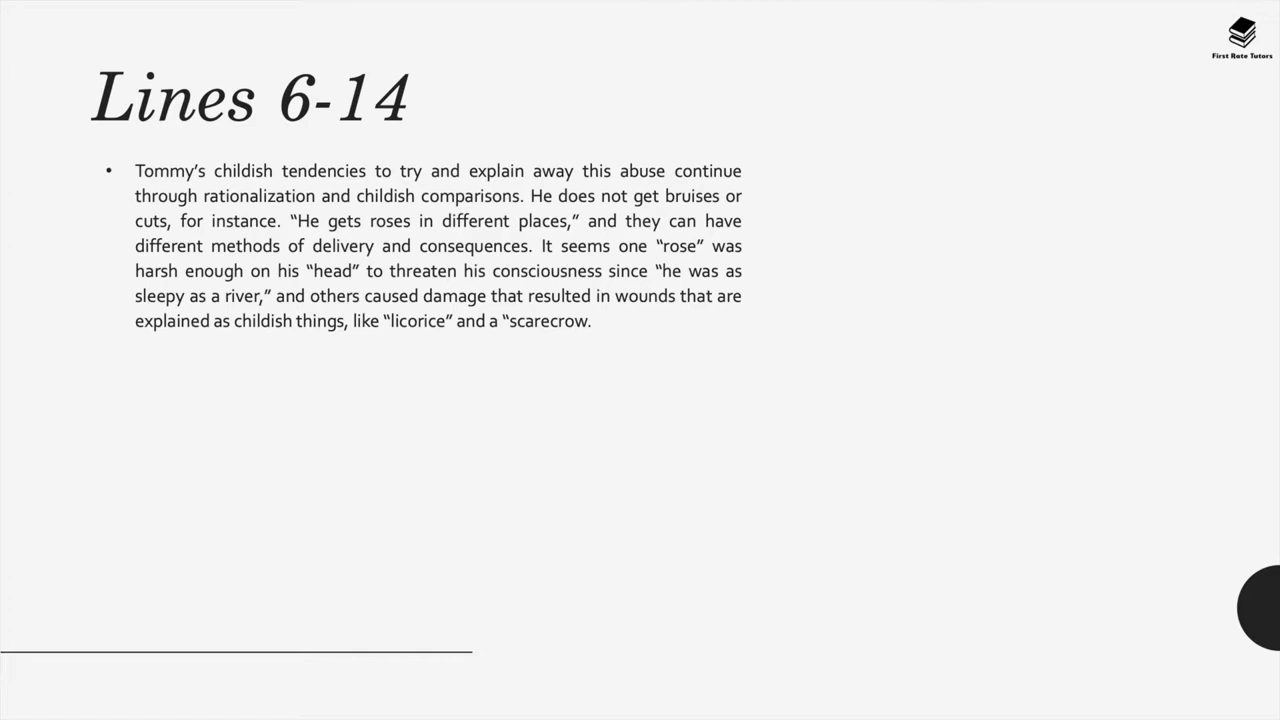 First Rate Tutors
Lines 6-14
• Tommy’s childish tendencies to try and explain away this abuse continue
through rationalization and childish comparisons. He does not get bruises or
cuts, for instance. “He gets roses in different places,” and they can have
different methods of delivery and consequences. It seems one “rose” was
harsh enough on his “head” to threaten his consciousness since “he was as
sleepy as a river,” and others caused damage that resulted in wounds that are
explained as childish things, like “licorice” and a “scarecrow.